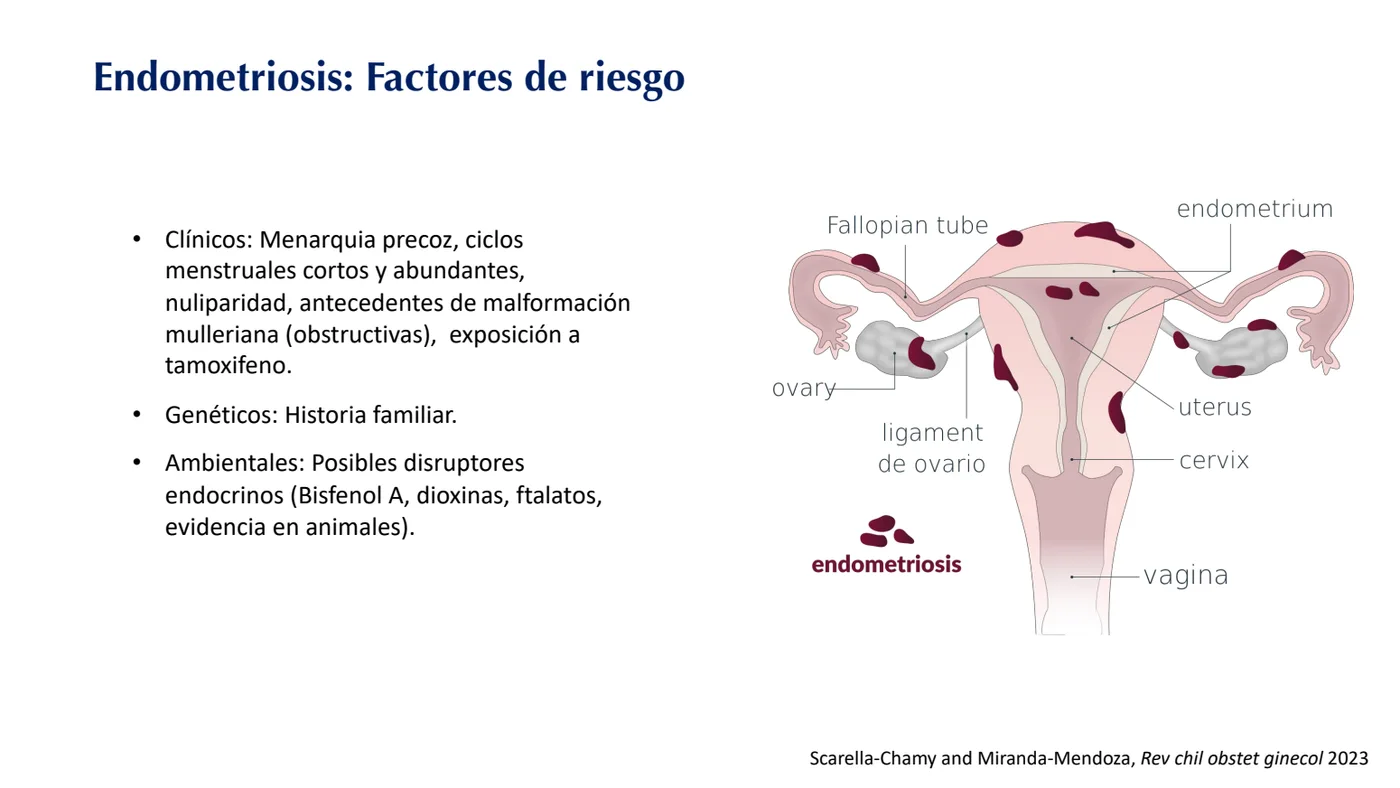 Endometriosis: Factores de riesgo
• Clínicos: Menarquia precoz, ciclos
menstruales cortos y abundantes,
nuliparidad, antecedentes de malformación
mulleriana (obstructivas), exposición a
tamoxifeno.
• Genéticos: Historia familiar.
• Ambientales: Posibles disruptores
endocrinos (Bisfenol A, dioxinas, ftalatos,
evidencia en animales).
endometrium
Fallopian tube
ovary
uterus
ligament
de ovario
cervix
endometriosis
vagina
Scarella-Chamy and Miranda-Mendoza, Rev chil obstet ginecol 2023